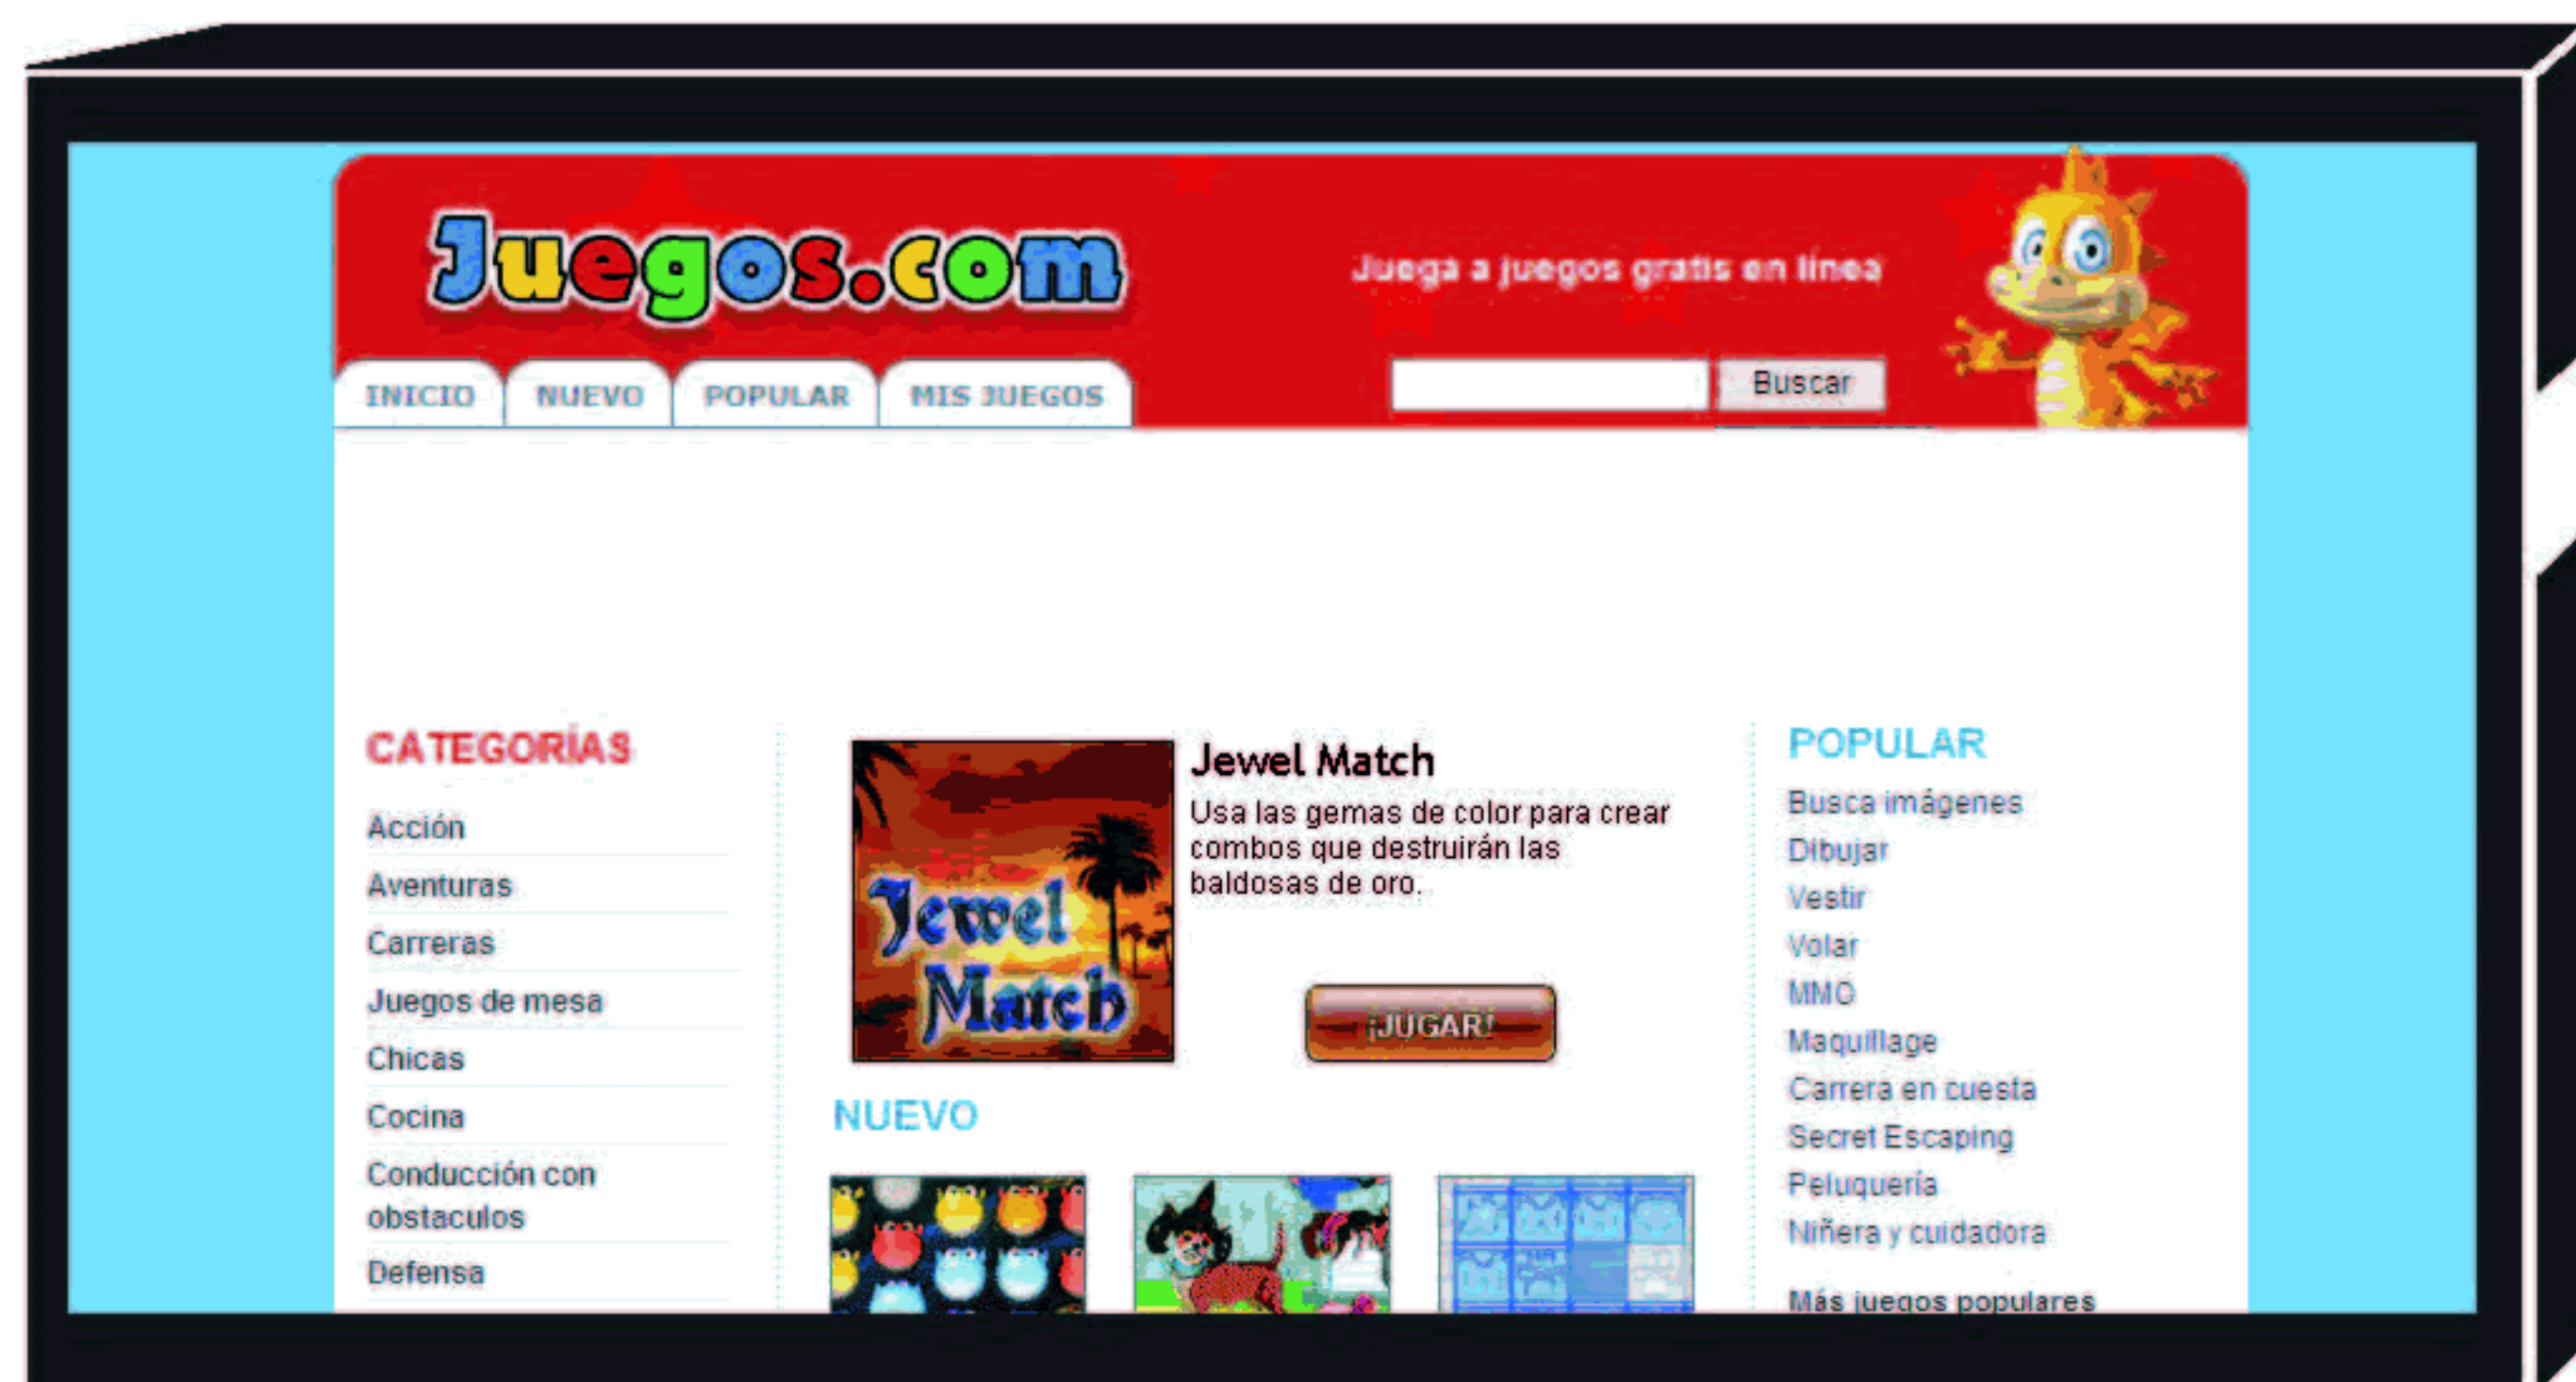 Juegos.com
Juega a juegos gratis en línea
INICIO
NUEVO
POPULAR
MIS JUEGOS
Buscar
CATEGORÍAS
Acción
Aventuras
Carreras
Juegos de mesa
Chicas
Cocina
Conducción con
obstaculos
Defensa
Jewel
Match
Jewel Match
Usa las gemas de color para crear
combos que destruirán las
baldosas de oro.
¡JUGAR!
NUEVO
POPULAR
Busca imágenes
Dibujar
Vestir
Volar
MMO
Maquillage
Carrera en cuesta
Secret Escaping
Peluquería
Niñera y cuidadora
Más juegos populares